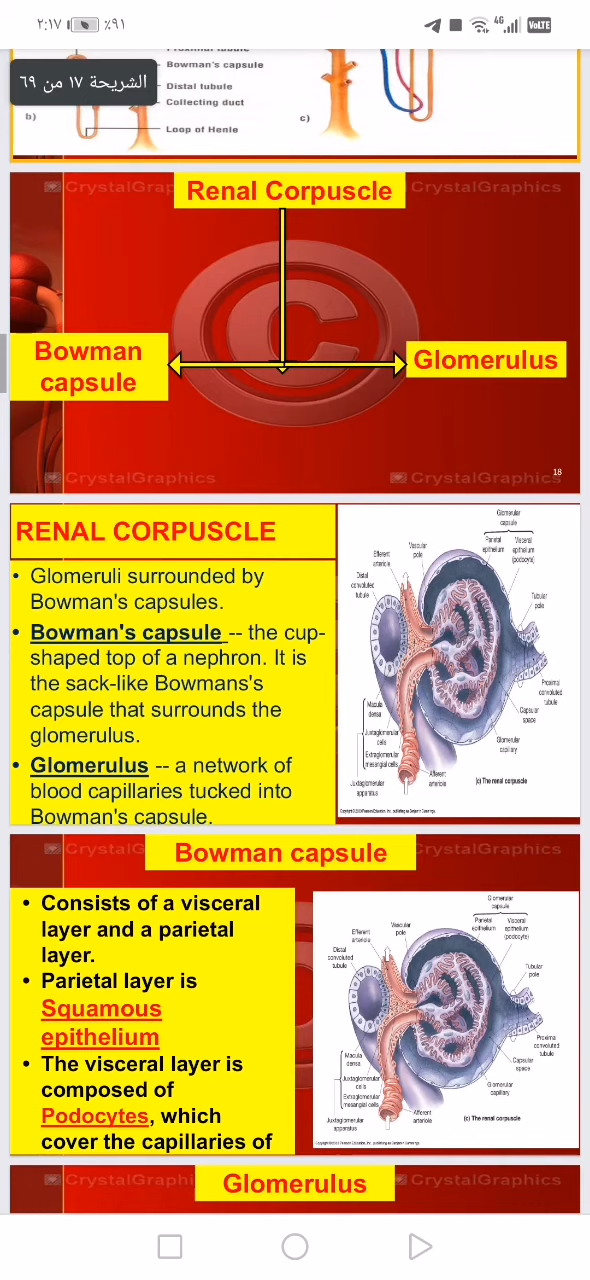 ٢:١٧
٪٩١
4G
VoLTE
Proximal tubule
Bowman's capsule
الشريحة ١٧ من ٦٩
Distal tubule
Collecting duct
b)
c)
Loop of Henle
CrystalGrap
Renal Corpuscle
CrystalGraphics
Bowman
capsule
Glomerulus
CrystalGraphics
CrystalGraphics
18
RENAL CORPUSCLE
• Glomeruli surrounded by
Bowman's capsules.
• Bowman's capsule -- the cup-
shaped top of a nephron. It is
the sack-like Bowmans's
capsule that surrounds the
glomerulus.
• Glomerulus -- a network of
blood capillaries tucked into
Bowman's capsule.
Glomerular
capsule
Parietal
epithelium
Visceral
epithelium
(podocyte)
Vascular
pole
Efferent
arteriole
Distal
convoluted
tubule
Tubular
pole
Proximal
convoluted
tubule
Capsular
space
Macula
densa
Juxtaglomerular
cells
Extraglomerular
mesangial cells
Glomerular
capillary
Juxtaglomerular
apparatus
Afferent
arteriole
(c) The renal corpuscle
CrystalG
Bowman capsule
CrystalGraphics
• Consists of a visceral
layer and a parietal
layer.
• Parietal layer is
Squamous
epithelium
• The visceral layer is
composed of
Podocytes, which
cover the capillaries of
Glomerular
capsule
Parietal
epithelium
Visceral
epithelium
(podocyte)
Vascular
pole
Efferent
arteriole
Distal
convoluted
tubule
Tubular
pole
Proxima
convoluted
tubule
Capsular
space
Macula
densa
Juxtaglomerular
cells
Extraglomerular
mesangial cells
Glomerular
capillary
Juxtaglomerular
apparatus
Afferent
arteriole
(c) The renal corpuscle
CrystalGraph
Glomerulus
CrystalGraphics